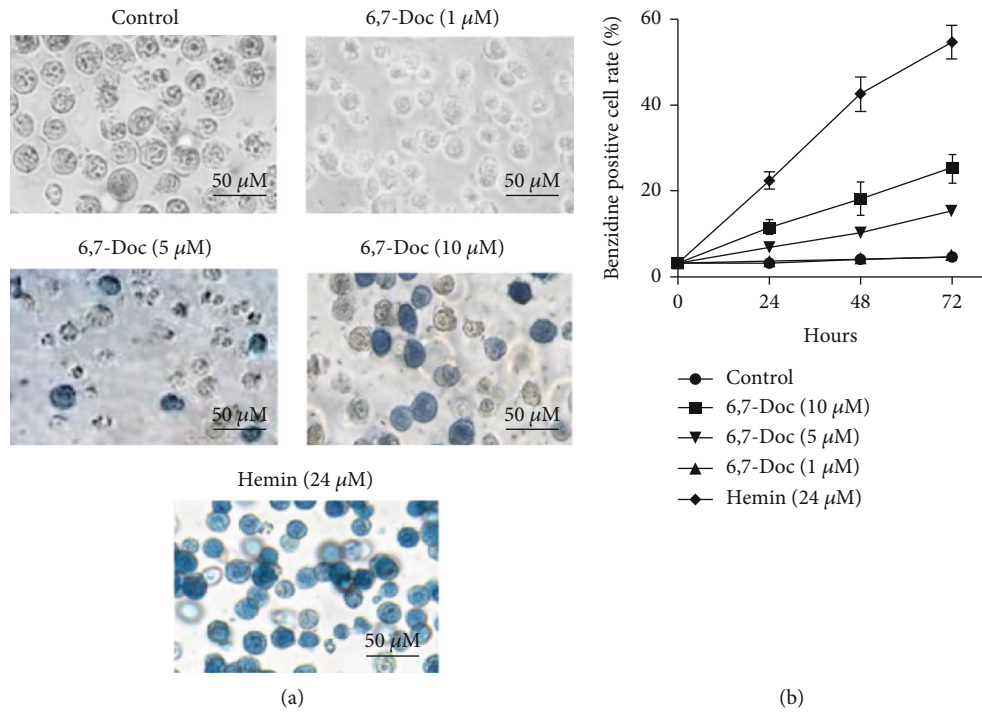 Control
6,7-Doc (1 µM)
50 µM
50 µM
6,7-Doc (5 µM)
6,7-Doc (10 µM)
50 µM
50 µM
Hemin (24 µM)
50 µM
(a)
Benzidine positive cell rate (%)
60
40
20
0
0 24 48 72
Hours
Control
6,7-Doc (10 µM)
6,7-Doc (5 µM)
6,7-Doc (1 µM)
Hemin (24 µM)
(b)